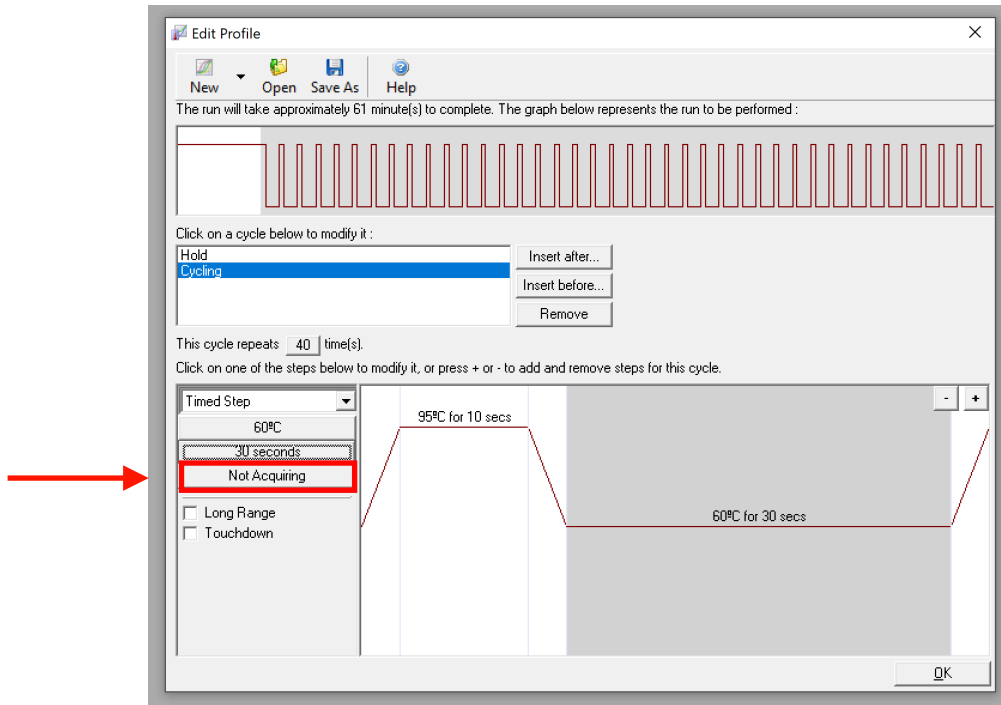 Edit Profile
New Open Save As Help
The run will take approximately 61 minute(s) to complete. The graph below represents the run to be performed :
Click on a cycle below to modify it :
Hold
Cycling
Insert after...
Insert before...
Remove
This cycle repeats 40 time(s).
Click on one of the steps below to modify it, or press + or - to add and remove steps for this cycle.
Timed Step
60ºC
30 seconds
Not Acquiring
Long Range
Touchdown
- +
95ºC for 10 secs
60ºC for 30 secs
OK